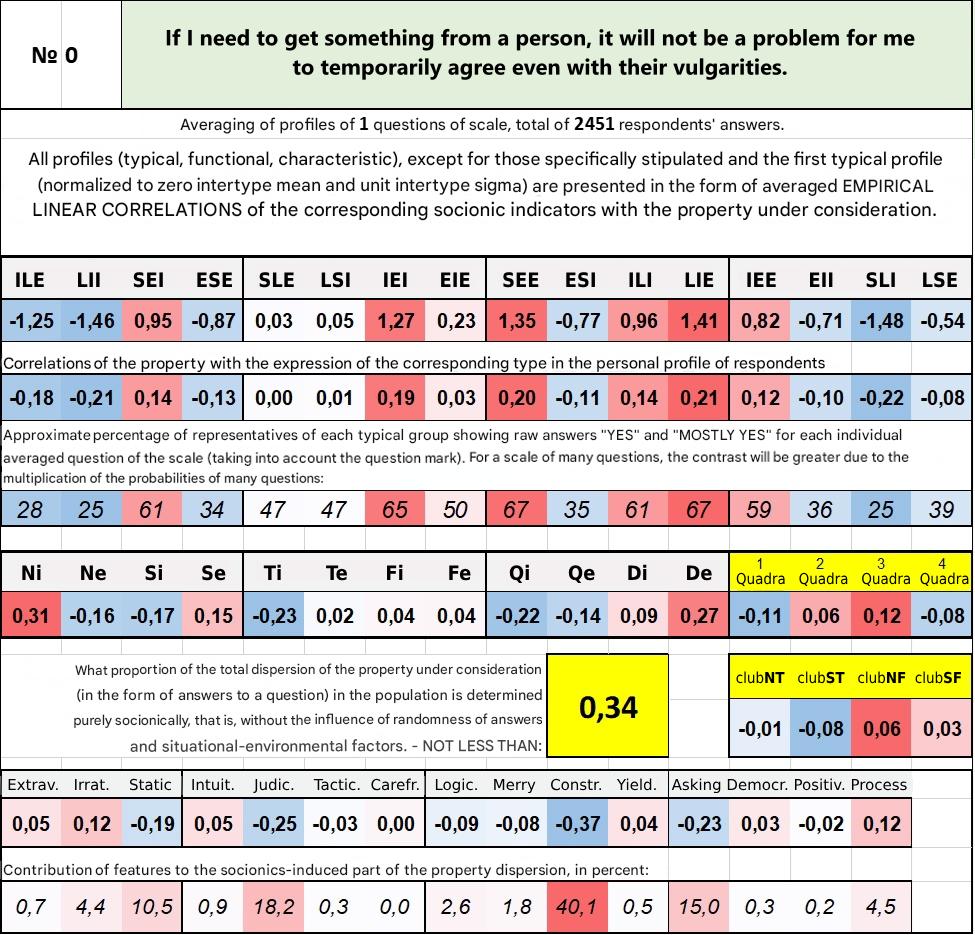 № 0
If I need to get something from a person, it will not be a problem for me
to temporarily agree even with their vulgarities.
Averaging of profiles of 1 questions of scale, total of 2451 respondents' answers.
All profiles (typical, functional, characteristic), except for those specifically stipulated and the first typical profile
(normalized to zero intertype mean and unit intertype sigma) are presented in the form of averaged EMPIRICAL
LINEAR CORRELATIONS of the corresponding socionic indicators with the property under consideration.
ILE LII SEI ESE SLE LSI IEI EIE SEE ESI ILI LIE IEE EII SLI LSE
-1,25 -1,46 0,95 -0,87 0,03 0,05 1,27 0,23 1,35 -0,77 0,96 1,41 0,82 -0,71 -1,48 -0,54
Correlations of the property with the expression of the corresponding type in the personal profile of respondents
-0,18 -0,21 0,14 -0,13 0,00 0,01 0,19 0,03 0,20 -0,11 0,14 0,21 0,12 -0,10 -0,22 -0,08
Approximate percentage of representatives of each typical group showing raw answers "YES" and "MOSTLY YES" for each individual
averaged question of the scale (taking into account the question mark). For a scale of many questions, the contrast will be greater due to the
multiplication of the probabilities of many questions:
28 25 61 34 47 47 65 50 67 35 61 67 59 36 25 39
Ni Ne Si Se Ti Te Fi Fe Qi Qe Di De 1 Quadra 2 Quadra 3 Quadra 4 Quadra
0,31 -0,16 -0,17 0,15 -0,23 0,02 0,04 0,04 -0,22 -0,14 0,09 0,27 -0,11 0,06 0,12 -0,08
What proportion of the total dispersion of the property under consideration
(in the form of answers to a question) in the population is determined
purely socionically, that is, without the influence of randomness of answers
and situational-environmental factors. - NOT LESS THAN:
0,34
clubNT clubST clubNF clubSF
-0,01 -0,08 0,06 0,03
Extrav. Irrat. Static Intuit. Judic. Tactic. Carefr. Logic. Merry Constr. Yield. Asking Democr. Positiv. Process
0,05 0,12 -0,19 0,05 -0,25 -0,03 0,00 -0,09 -0,08 -0,37 0,04 -0,23 0,03 -0,02 0,12
Contribution of features to the socionics-induced part of the property dispersion, in percent:
0,7 4,4 10,5 0,9 18,2 0,3 0,0 2,6 1,8 40,1 0,5 15,0 0,3 0,2 4,5